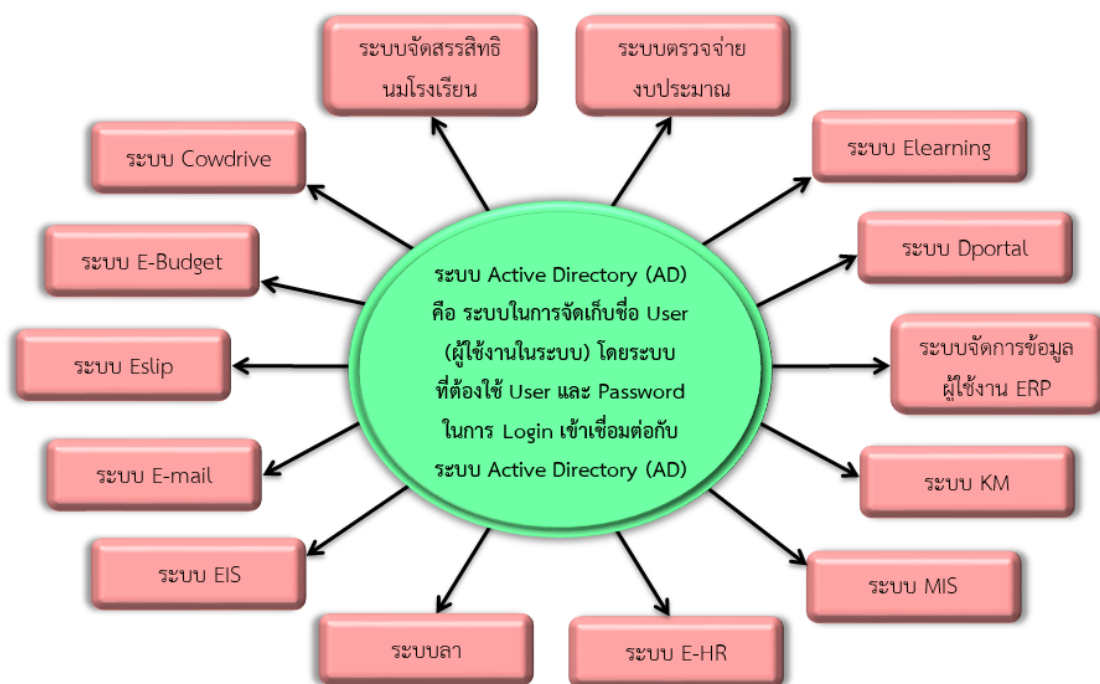 ระบบจัดสรรสิทธิ
นมโรงเรียน
ระบบตรวจจ่าย
งบประมาณ
ระบบ Cowdrive
ระบบ Elearning
ระบบ E-Budget
ระบบ Dportal
ระบบ Active Directory (AD)
คือ ระบบในการจัดเก็บชื่อ User
(ผู้ใช้งานในระบบ) โดยระบบ
ที่ต้องใช้ User และ Password
ในการ Login เข้าเชื่อมต่อกับ
ระบบ Active Directory (AD)
ระบบ Eslip
ระบบจัดการข้อมูล
ผู้ใช้งาน ERP
ระบบ E-mail
ระบบ KM
ระบบ EIS
ระบบ MIS
ระบบลา
ระบบ E-HR